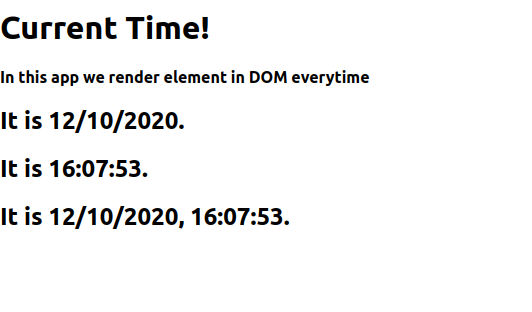 Current Time!
In this app we render element in DOM everytime
It is 12/10/2020.
It is 16:07:53.
It is 12/10/2020, 16:07:53.